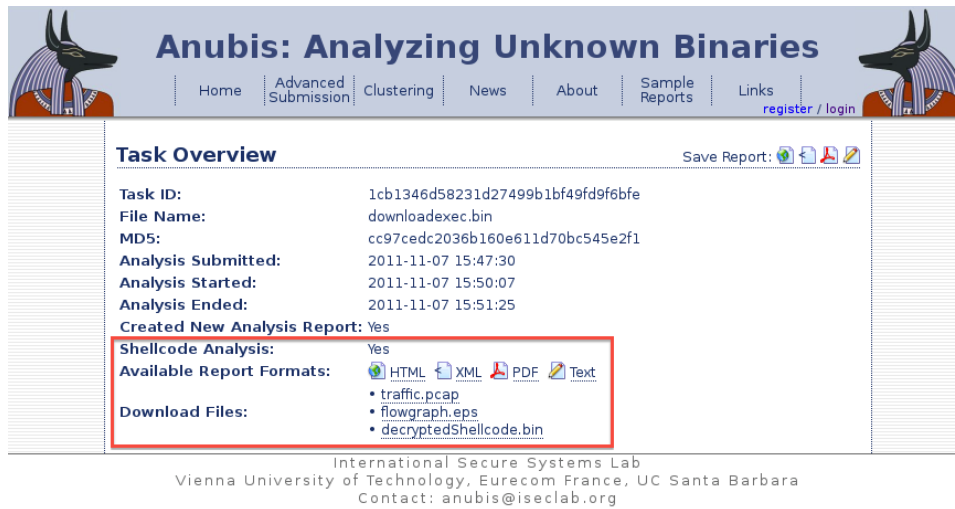 Anubis: Analyzing Unknown Binaries
Home
Advanced
Submission
Clustering
News
About
Sample
Reports
Links
register / login
Task Overview
Save Report:
Task ID: 1cb1346d58231d27499b1bf49fd9f6bfe
File Name: downloadexec.bin
MD5: cc97cedc2036b160e611d70bc545e2f1
Analysis Submitted: 2011-11-07 15:47:30
Analysis Started: 2011-11-07 15:50:07
Analysis Ended: 2011-11-07 15:51:25
Created New Analysis Report: Yes
Shellcode Analysis: Yes
Available Report Formats: HTML XML PDF Text
Download Files:
• traffic.pcap
• flowgraph.eps
• decryptedShellcode.bin
International Secure Systems Lab
Vienna University of Technology, Eurecom France, UC Santa Barbara
Contact: anubis@iseclab.org